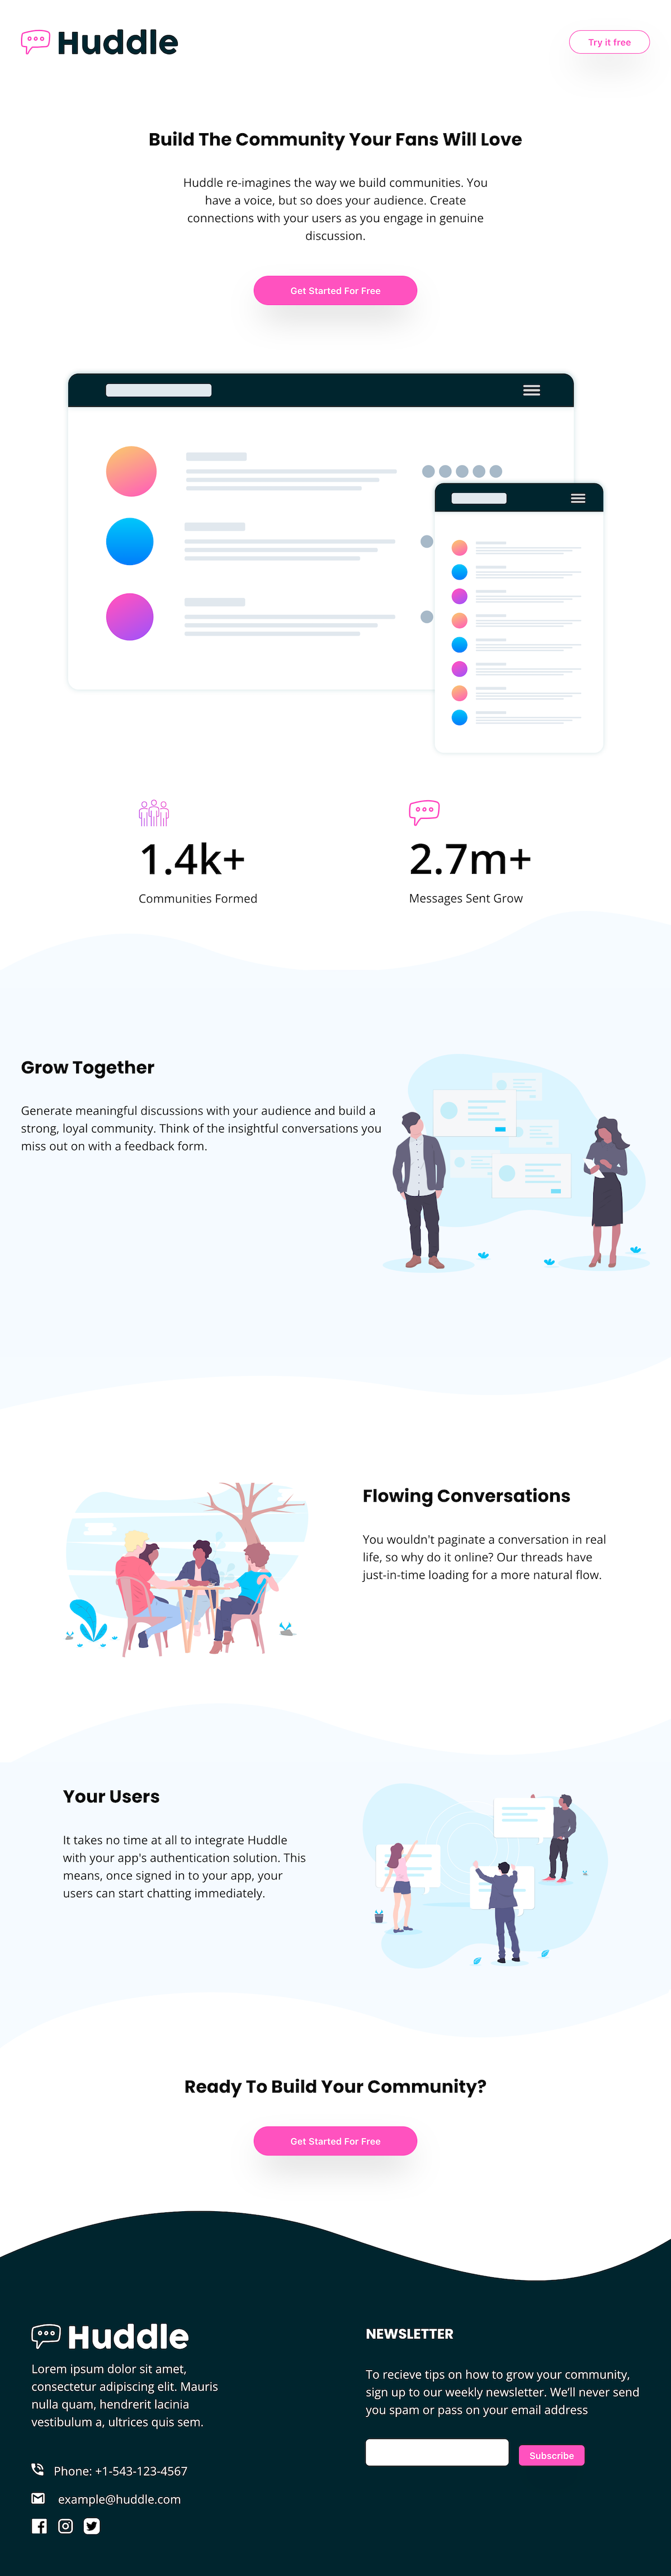 Huddle
Try it free
Build The Community Your Fans Will Love
Huddle re-imagines the way we build communities. You
have a voice, but so does your audience. Create
connections with your users as you engage in genuine
discussion.
Get Started For Free
1.4k+
Communities Formed
2.7m+
Messages Sent Grow
Grow Together
Generate meaningful discussions with your audience and build a
strong, loyal community. Think of the insightful conversations you
miss out on with a feedback form.
Flowing Conversations
You wouldn't paginate a conversation in real
life, so why do it online? Our threads have
just-in-time loading for a more natural flow.
Your Users
It takes no time at all to integrate Huddle
with your app's authentication solution. This
means, once signed in to your app, your
users can start chatting immediately.
Ready To Build Your Community?
Get Started For Free
Huddle
Lorem ipsum dolor sit amet,
consectetur adipiscing elit. Mauris
nulla quam, hendrerit lacinia
vestibulum a, ultrices quis sem.
Phone: +1-543-123-4567
example@huddle.com
NEWSLETTER
To recieve tips on how to grow your community,
sign up to our weekly newsletter. We'll never send
you spam or pass on your email address
Subscribe